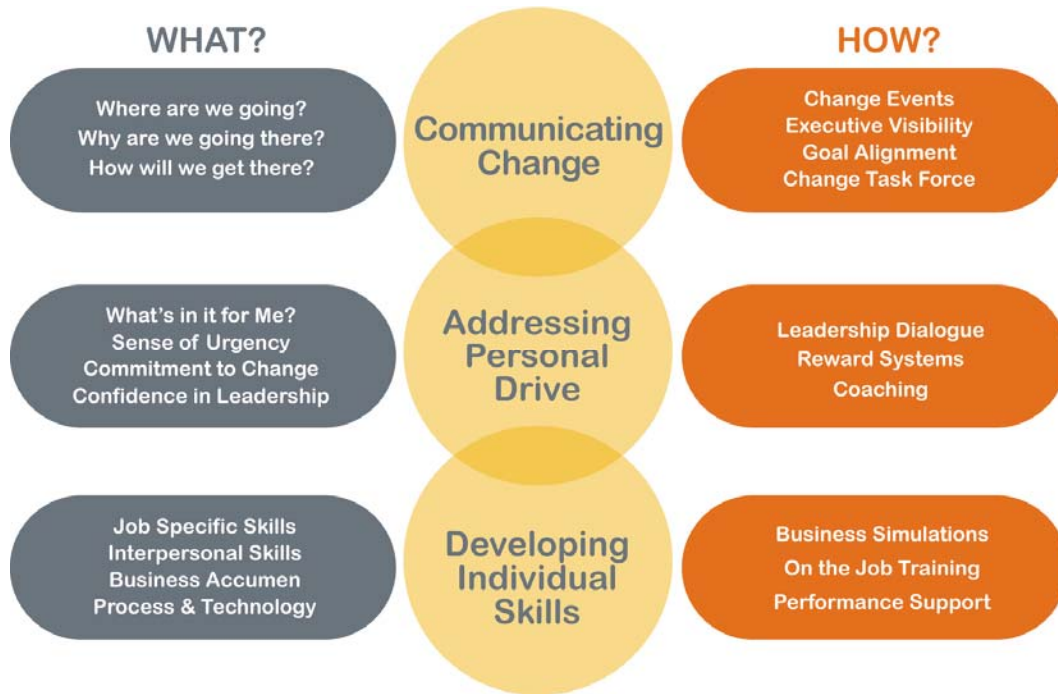 WHAT?
HOW?
Where are we going?
Why are we going there?
How will we get there?
Communicating
Change
Change Events
Executive Visibility
Goal Alignment
Change Task Force
What's in it for Me?
Sense of Urgency
Commitment to Change
Confidence in Leadership
Addressing
Personal
Drive
Leadership Dialogue
Reward Systems
Coaching
Job Specific Skills
Interpersonal Skills
Business Accumen
Process & Technology
Developing
Individual
Skills
Business Simulations
On the Job Training
Performance Support